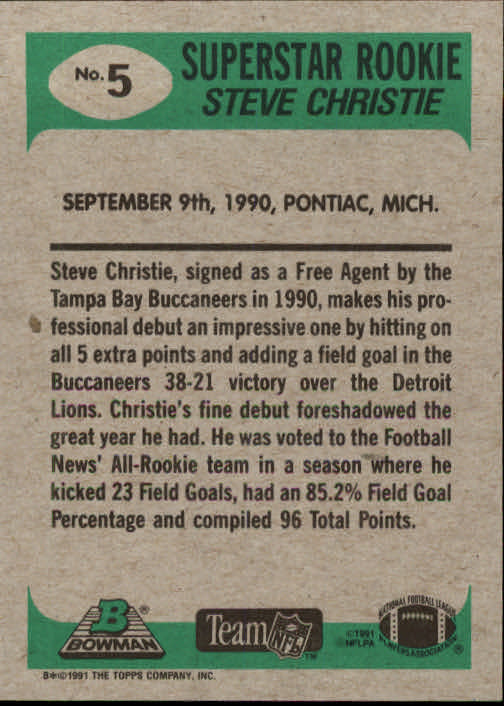 No. 5
SUPERSTAR ROOKIE
STEVE CHRISTIE
SEPTEMBER 9th, 1990, PONTIAC, MICH.
Steve Christie, signed as a Free Agent by the
Tampa Bay Buccaneers in 1990, makes his pro-
fessional debut an impressive one by hitting on
all 5 extra points and adding a field goal in the
Buccaneers 38-21 victory over the Detroit
Lions. Christie's fine debut foreshadowed the
great year he had. He was voted to the Football
News' All-Rookie team in a season where he
kicked 23 Field Goals, had an 85.2% Field Goal
Percentage and compiled 96 Total Points.
B®
BOWMAN
Team NFL™
©1991
NFLPA
NATIONAL FOOTBALL LEAGUE
PLAYERS ASSOCIATION®
B*©1991 THE TOPPS COMPANY, INC.